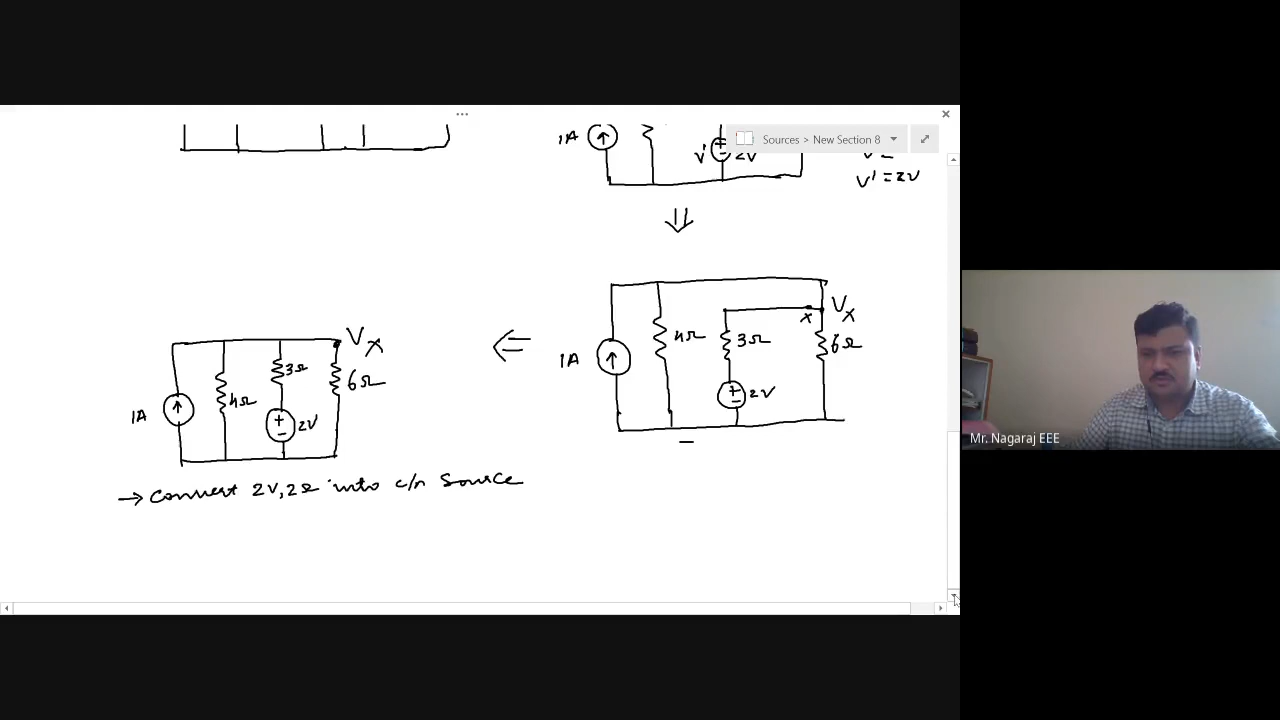 1A
Sources > New Section 8
V' 2V
V' = 2V
Vx
x
1A
4Ω
3Ω
6Ω
2V
Vx
1A
4Ω
3Ω
6Ω
2V
→ Convert 2V, 2Ω into c/n Source
Mr. Nagaraj EEE